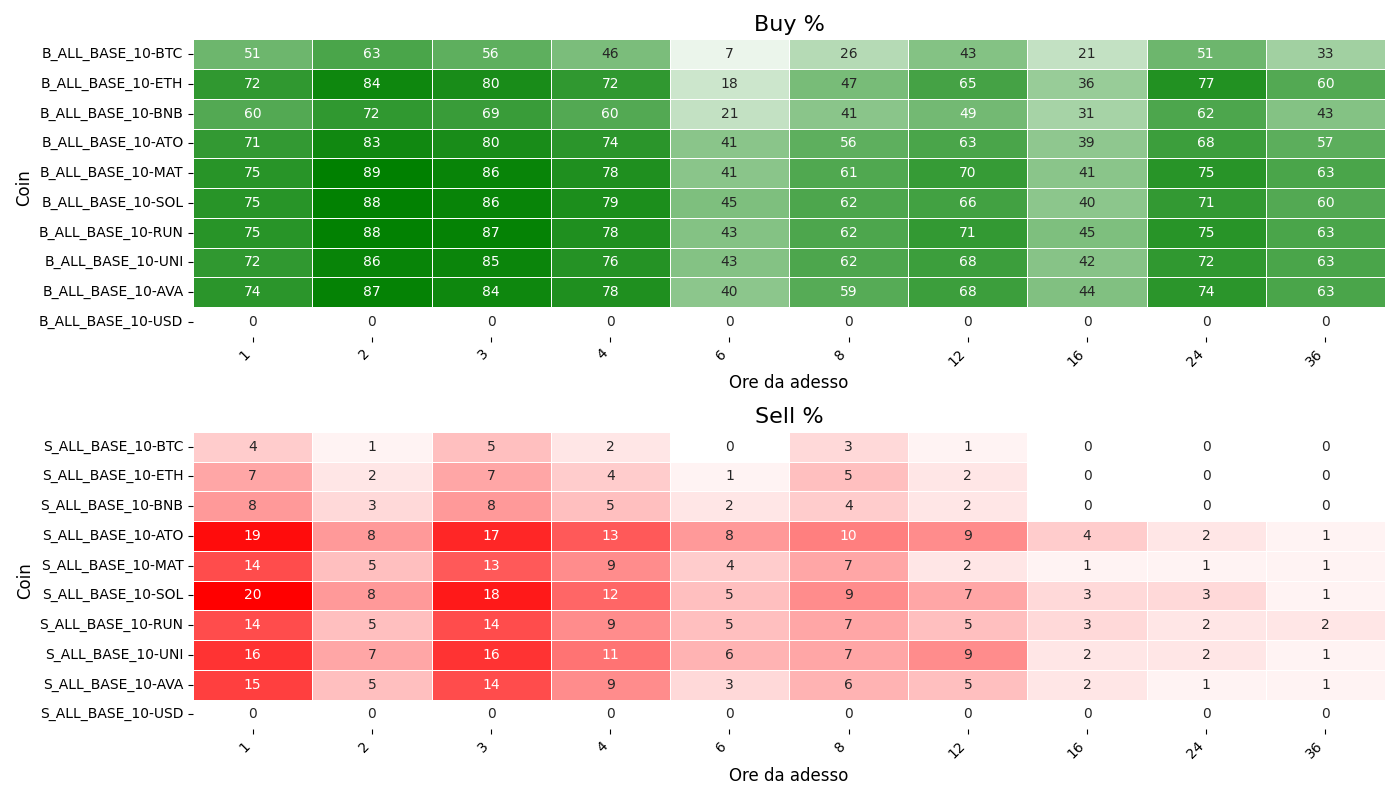 Buy %
Coin
B_ALL_BASE_10-BTC 51 63 56 46 7 26 43 21 51 33
B_ALL_BASE_10-ETH 72 84 80 72 18 47 65 36 77 60
B_ALL_BASE_10-BNB 60 72 69 60 21 41 49 31 62 43
B_ALL_BASE_10-ATO 71 83 80 74 41 56 63 39 68 57
B_ALL_BASE_10-MAT 75 89 86 78 41 61 70 41 75 63
B_ALL_BASE_10-SOL 75 88 86 79 45 62 66 40 71 60
B_ALL_BASE_10-RUN 75 88 87 78 43 62 71 45 75 63
B_ALL_BASE_10-UNI 72 86 85 76 43 62 68 42 72 63
B_ALL_BASE_10-AVA 74 87 84 78 40 59 68 44 74 63
B_ALL_BASE_10-USD 0 0 0 0 0 0 0 0 0 0
1 2 3 4 6 8 12 16 24 36
Ore da adesso
Sell %
Coin
S_ALL_BASE_10-BTC 4 1 5 2 0 3 1 0 0 0
S_ALL_BASE_10-ETH 7 2 7 4 1 5 2 0 0 0
S_ALL_BASE_10-BNB 8 3 8 5 2 4 2 0 0 0
S_ALL_BASE_10-ATO 19 8 17 13 8 10 9 4 2 1
S_ALL_BASE_10-MAT 14 5 13 9 4 7 2 1 1 1
S_ALL_BASE_10-SOL 20 8 18 12 5 9 7 3 3 1
S_ALL_BASE_10-RUN 14 5 14 9 5 7 5 3 2 2
S_ALL_BASE_10-UNI 16 7 16 11 6 7 9 2 2 1
S_ALL_BASE_10-AVA 15 5 14 9 3 6 5 2 1 1
S_ALL_BASE_10-USD 0 0 0 0 0 0 0 0 0 0
1 2 3 4 6 8 12 16 24 36
Ore da adesso